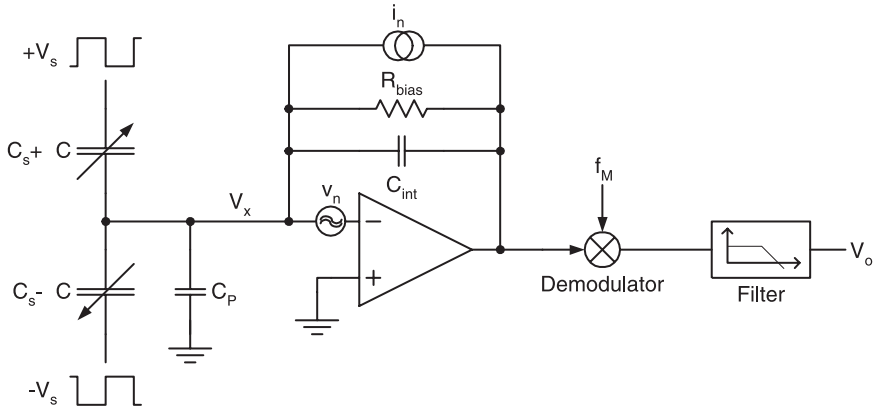 i_n
+V_s
R_bias
C_s+ C
C_int
f_M
V_x
v_n
−
+
V_o
C_s- C
C_P
Demodulator
Filter
-V_s